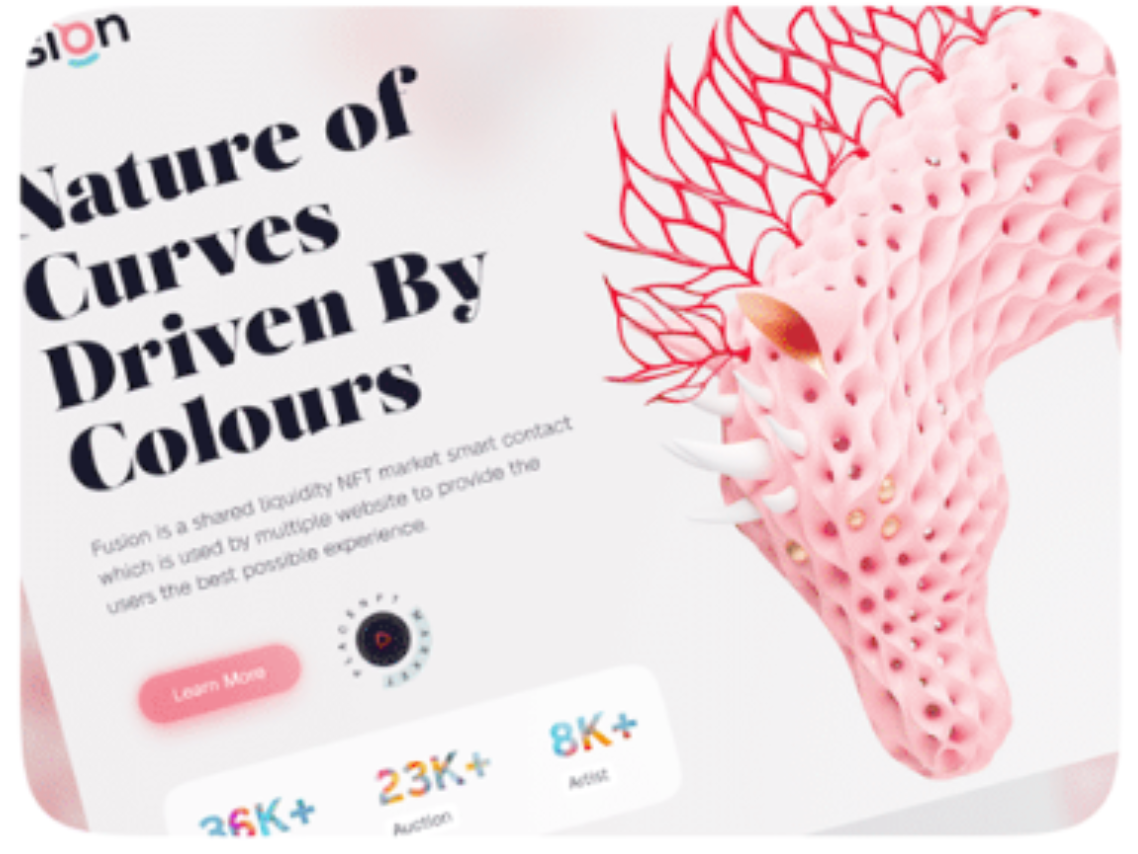 sion
Nature of
Curves
Driven By
Colours
Fusion is a shared liquidity NFT market smart contact
which is used by multiple website to provide the
users the best possible experience.
Learn More
36K+
23K+
8K+
Auction
Artist